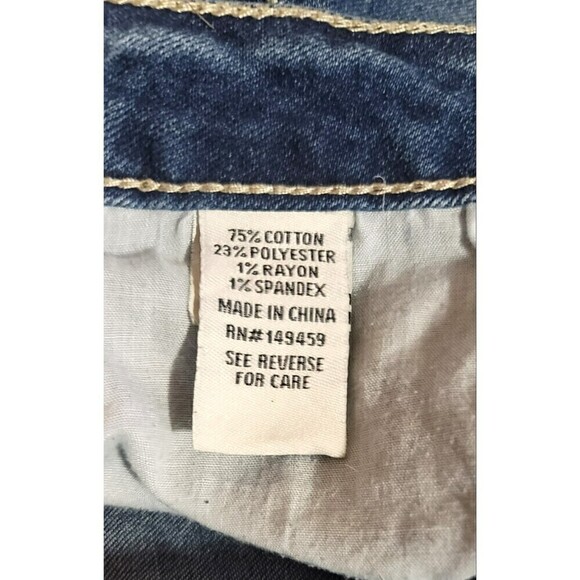 75% COTTON
23% POLYESTER
1% RAYON
1% SPANDEX
MADE IN CHINA
RN#149459
SEE REVERSE
FOR CARE